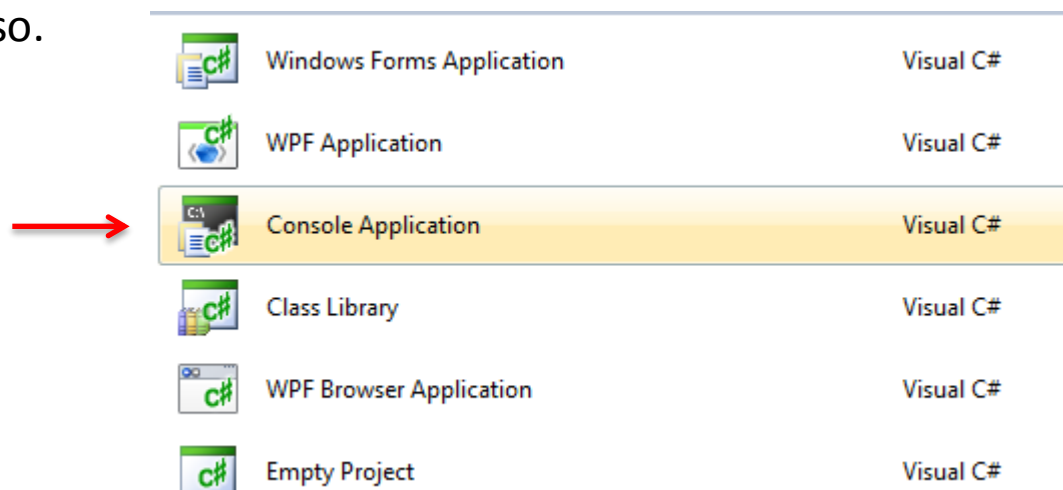 so.
Windows Forms Application Visual C#
WPF Application Visual C#
Console Application Visual C#
Class Library Visual C#
WPF Browser Application Visual C#
Empty Project Visual C#